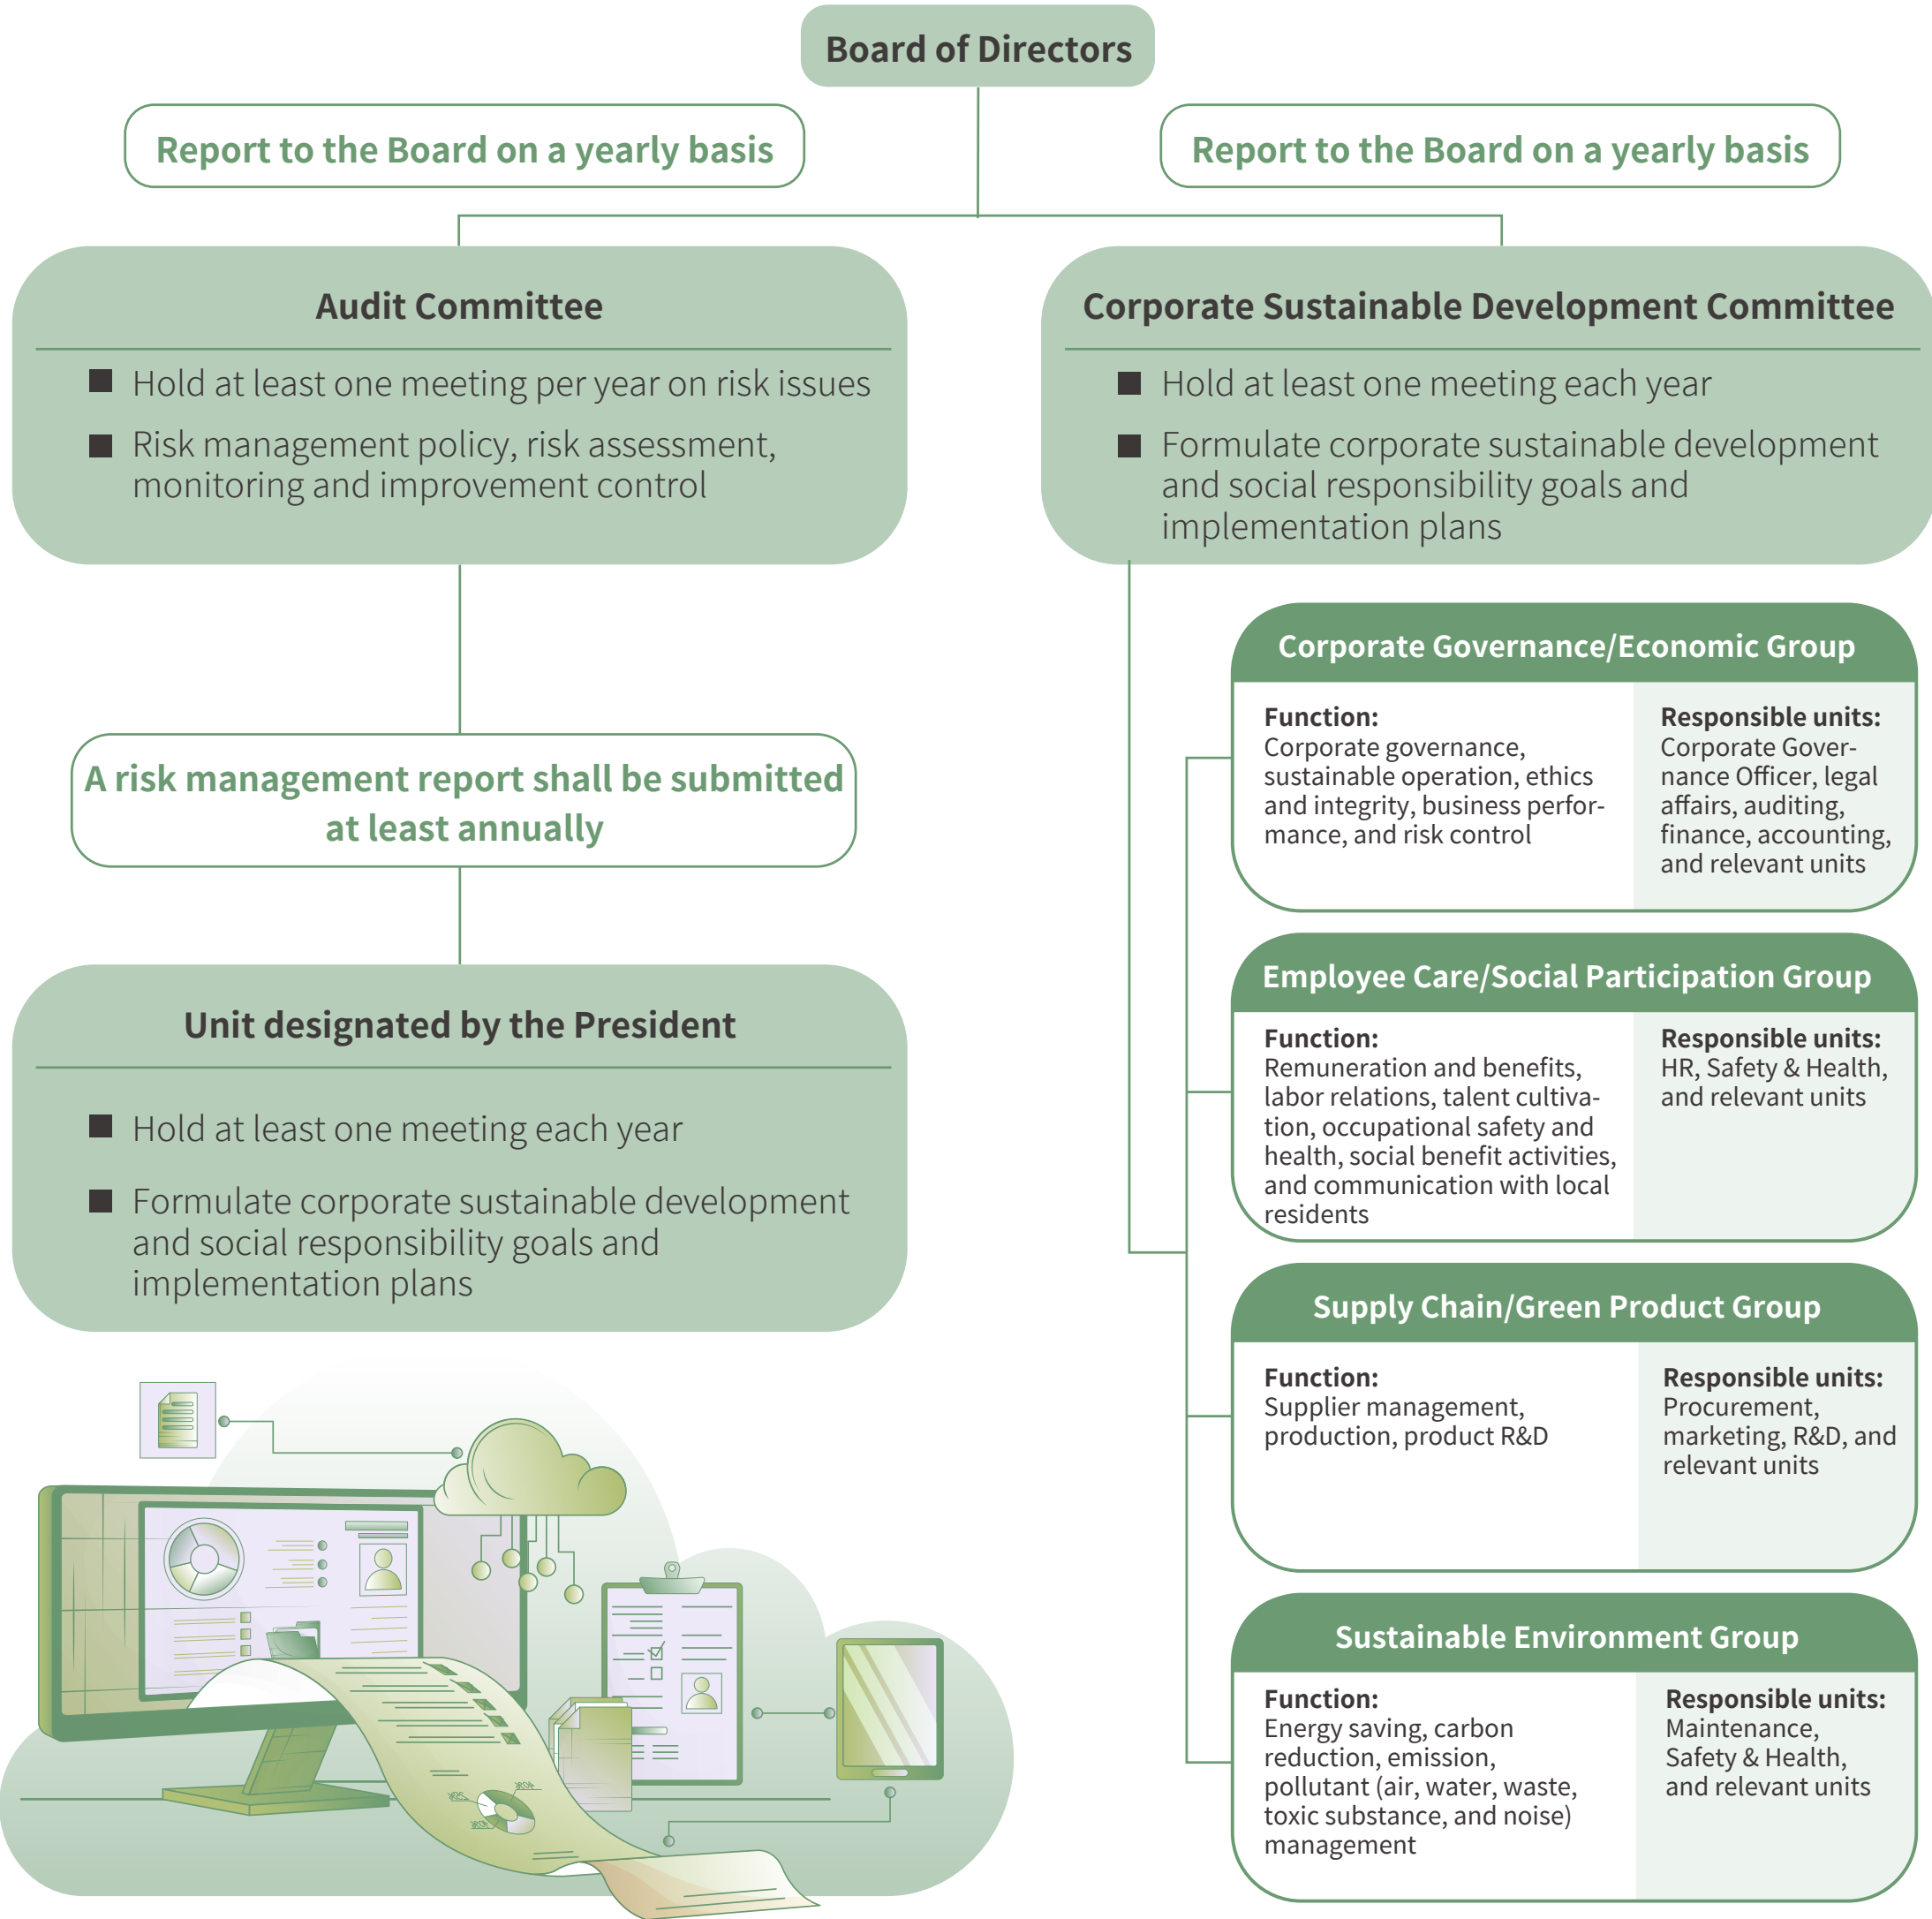 Board of Directors
Report to the Board on a yearly basis
Report to the Board on a yearly basis
Audit Committee
■ Hold at least one meeting per year on risk issues
■ Risk management policy, risk assessment,
monitoring and improvement control
A risk management report shall be submitted
at least annually
Unit designated by the President
■ Hold at least one meeting each year
■ Formulate corporate sustainable development
and social responsibility goals and
implementation plans
Corporate Sustainable Development Committee
■ Hold at least one meeting each year
■ Formulate corporate sustainable development
and social responsibility goals and
implementation plans
Corporate Governance/Economic Group
Function:
Corporate governance,
sustainable operation, ethics
and integrity, business perfor-
mance, and risk control
Responsible units:
Corporate Gover-
nance Officer, legal
affairs, auditing,
finance, accounting,
and relevant units
Employee Care/Social Participation Group
Function:
Remuneration and benefits,
labor relations, talent cultiva-
tion, occupational safety and
health, social benefit activities,
and communication with local
residents
Responsible units:
HR, Safety & Health,
and relevant units
Supply Chain/Green Product Group
Function:
Supplier management,
production, product R&D
Responsible units:
Procurement,
marketing, R&D, and
relevant units
Sustainable Environment Group
Function:
Energy saving, carbon
reduction, emission,
pollutant (air, water, waste,
toxic substance, and noise)
management
Responsible units:
Maintenance,
Safety & Health,
and relevant units